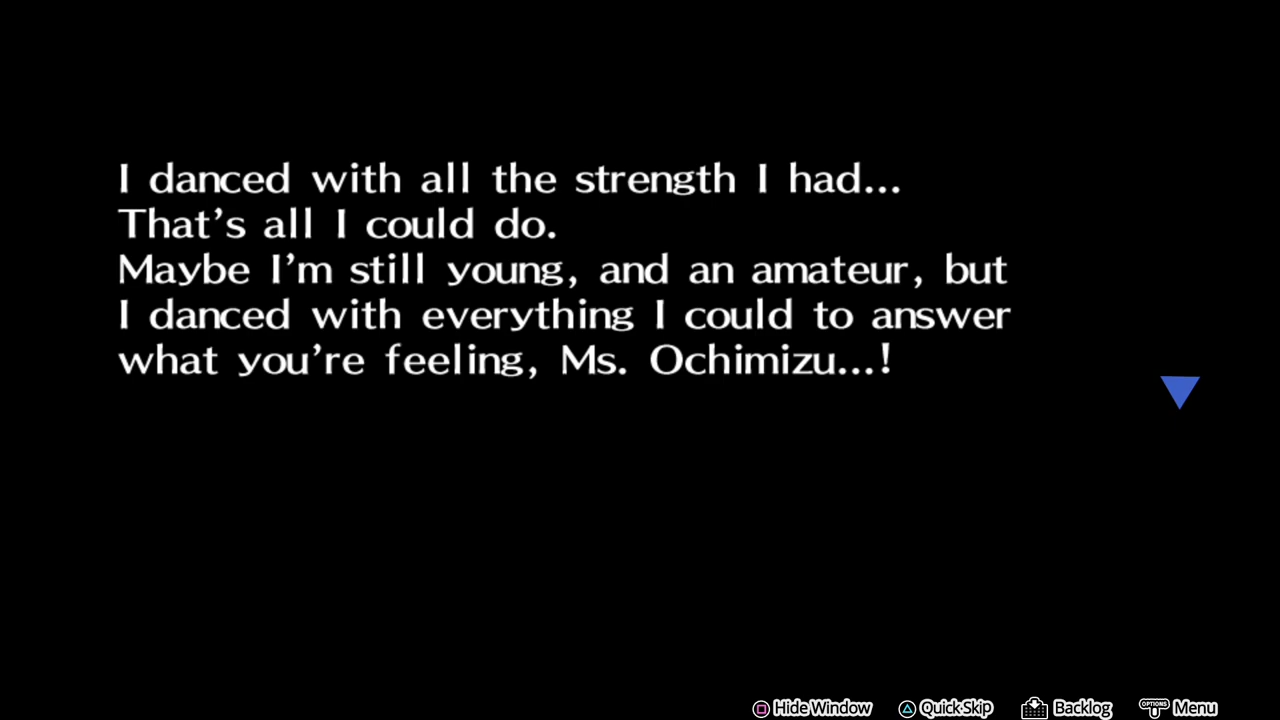 I danced with all the strength I had...
That's all I could do.
Maybe I'm still young, and an amateur, but
I danced with everything I could to answer
what you're feeling, Ms. Ochimizu...!
Hide Window Quick Skip Backlog OPTIONS Menu